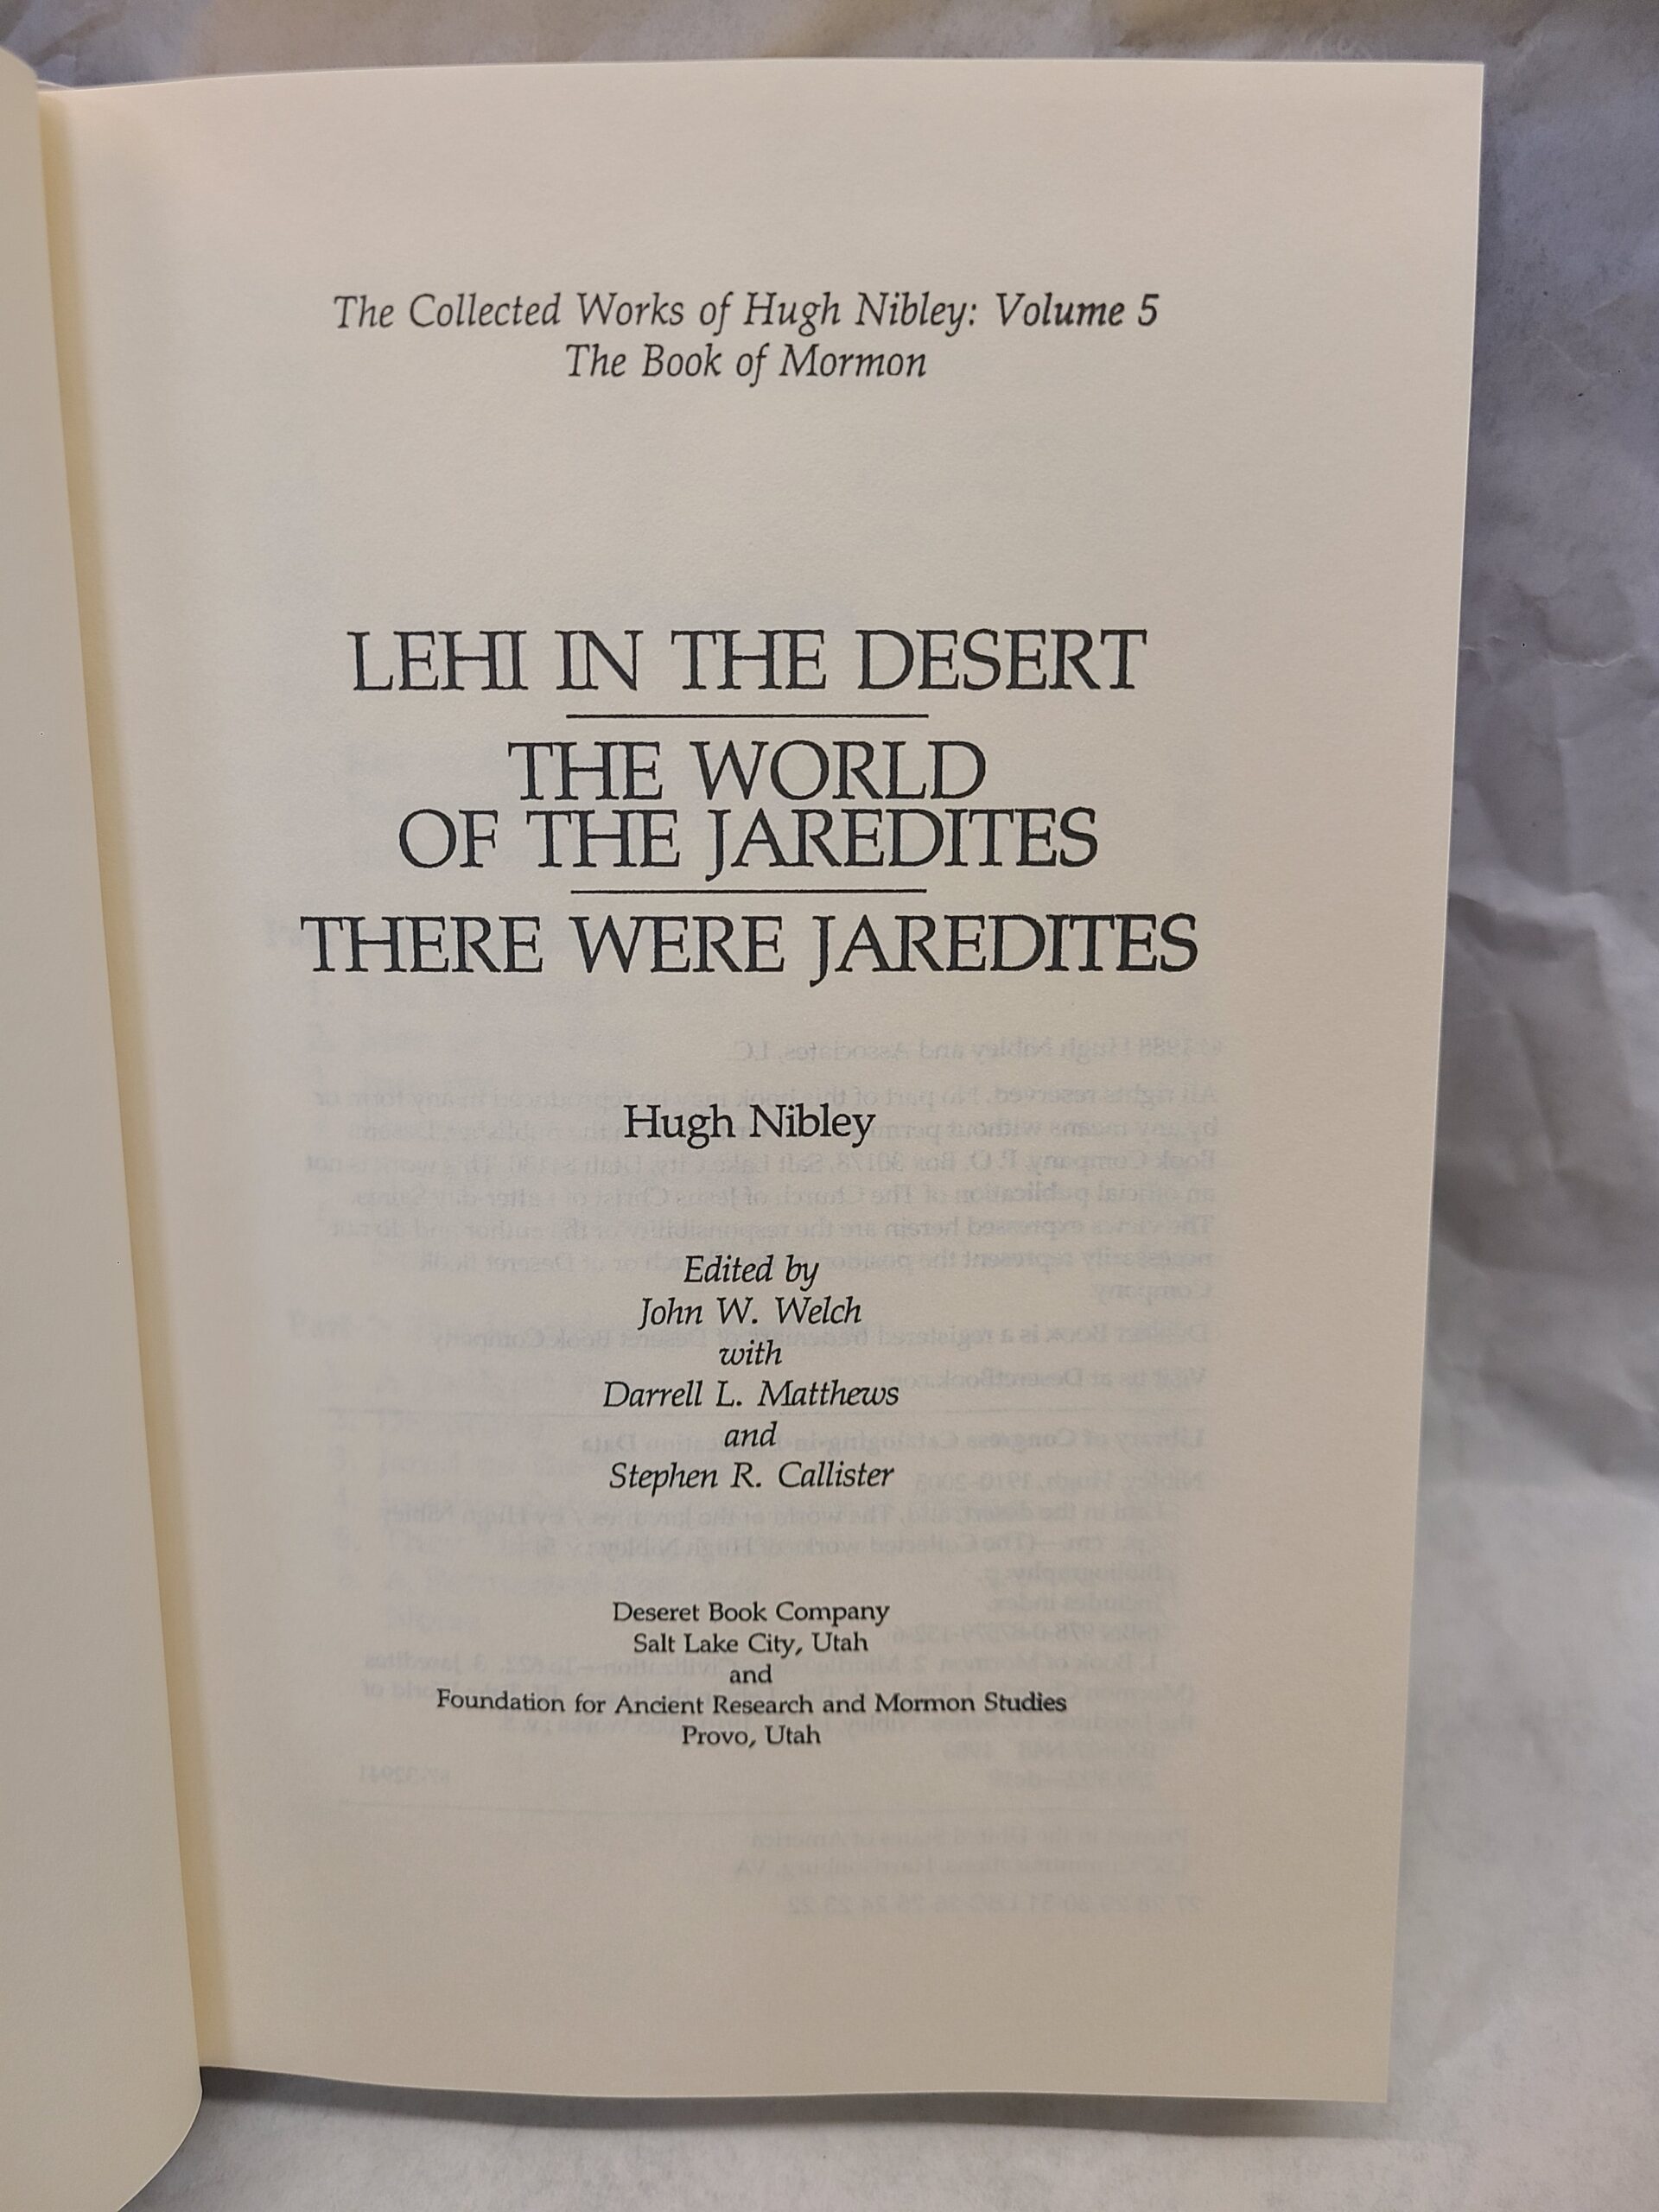 The Collected Works of Hugh Nibley: Volume 5
The Book of Mormon
LEHI IN THE DESERT
THE WORLD
OF THE JAREDITES
THERE WERE JAREDITES
Hugh Nibley
Edited by
John W. Welch
with
Darrell L. Matthews
and
Stephen R. Callister
Deseret Book Company
Salt Lake City, Utah
and
Foundation for Ancient Research and Mormon Studies
Provo, Utah